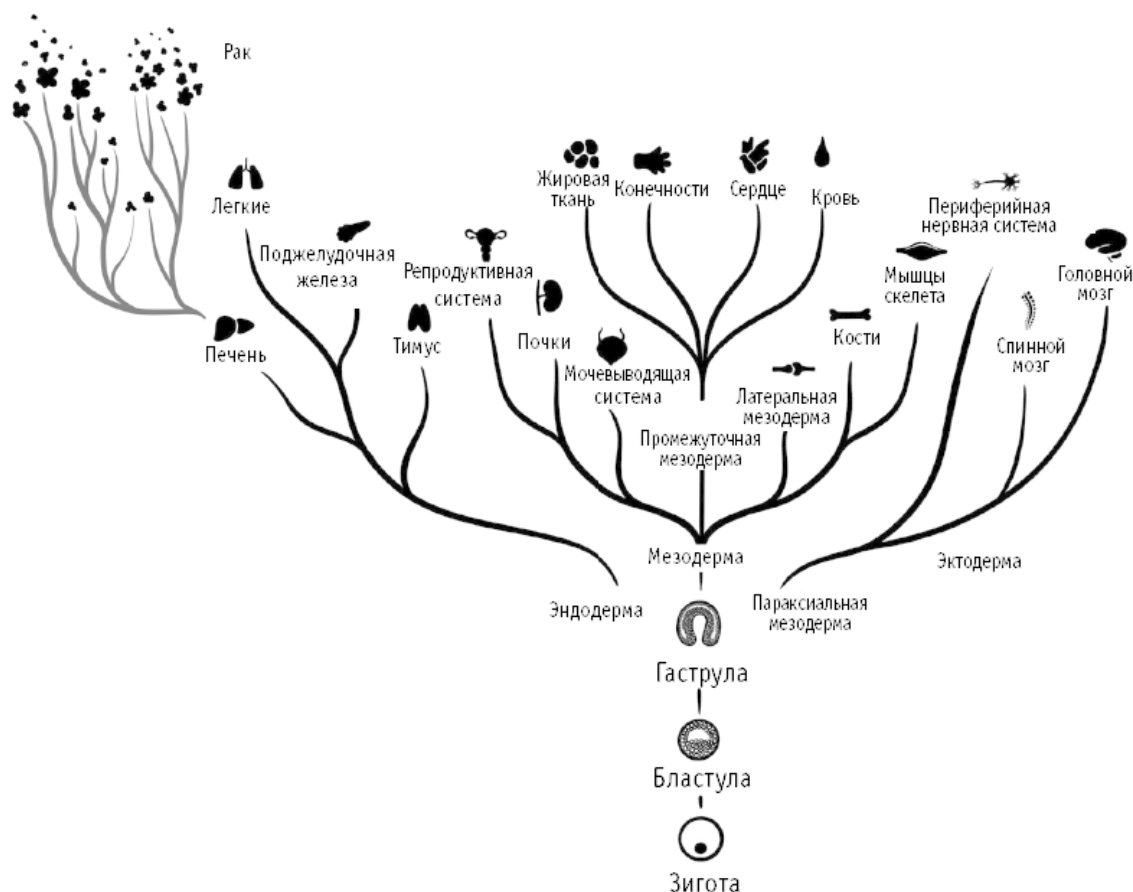 Рак
Легкие
Поджелудочная
железа
Печень
Тимус
Репродуктивная
система
Почки
Мочевыводящая
система
Жировая
ткань
Конечности
Сердце
Кровь
Промежуточная
мезодерма
Латеральная
мезодерма
Кости
Мышцы
скелета
Периферийная
нервная система
Спинной
мозг
Головной
мозг
Мезодерма
Эндодерма
Параксиальная
мезодерма
Эктодерма
Гаструла
Бластула
Зигота